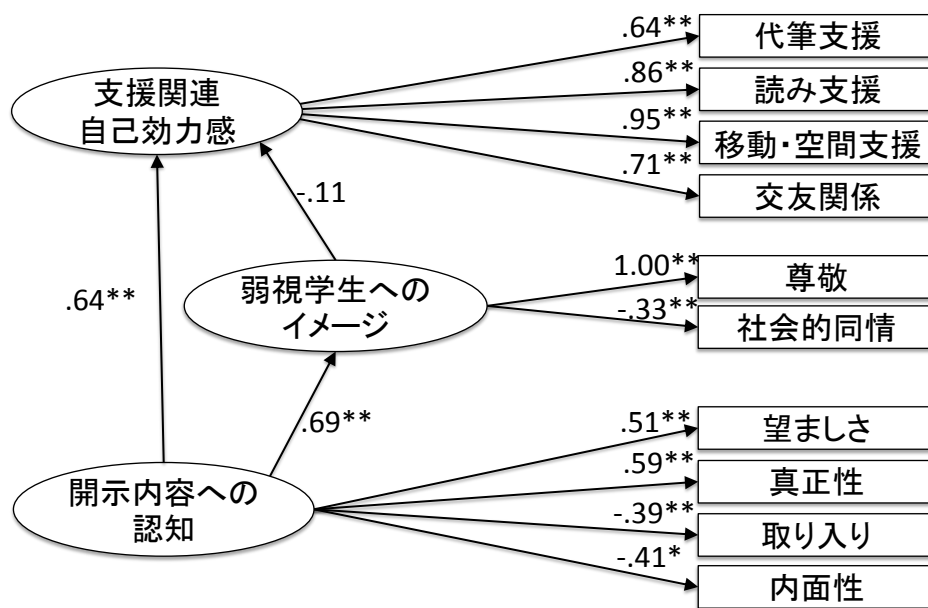 .64**
代筆支援
.86**
読み支援
支援関連
自己効力感
.95**
移動・空間支援
.71**
交友関係
-.11
1.00**
尊敬
.64**
弱視学生への
イメージ
-.33**
社会的同情
.69**
.51**
望ましさ
.59**
真正性
開示内容への
認知
-.39**
取り入り
-.41*
内面性